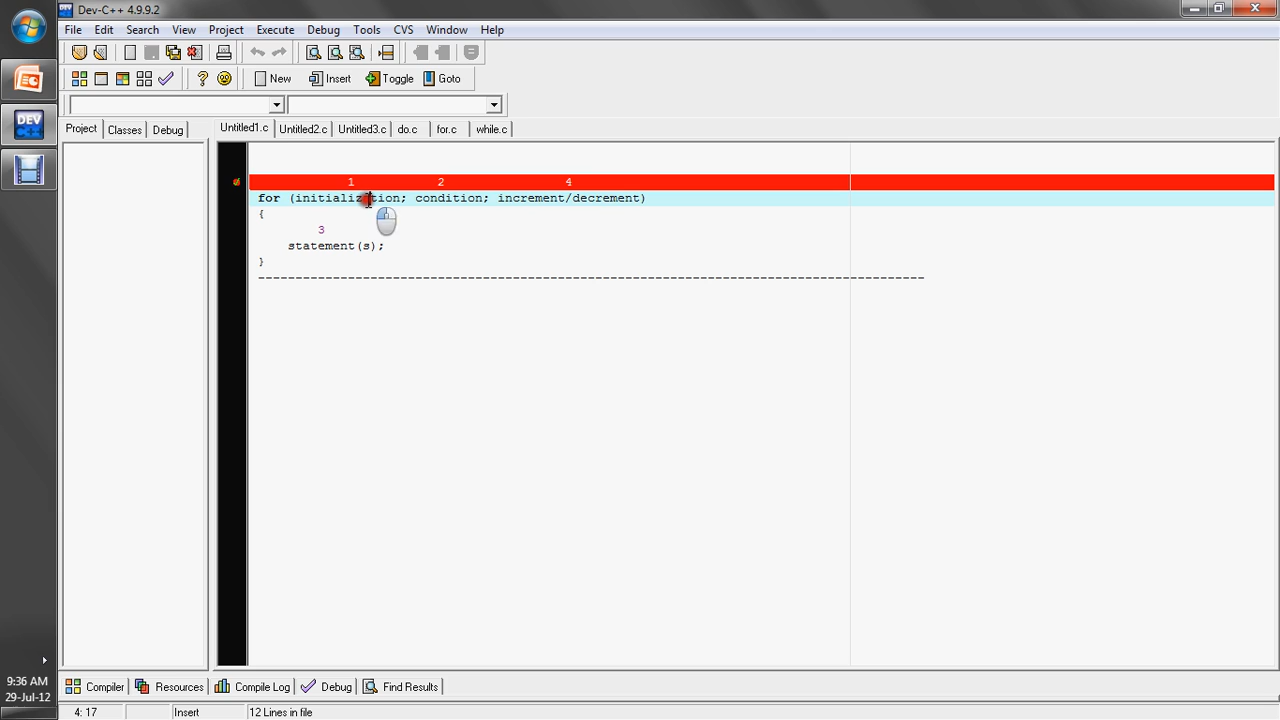 Dev-C++ 4.9.9.2
File Edit Search View Project Execute Debug Tools CVS Window Help
New Insert Toggle Goto
Project Classes Debug
Untitled1.c Untitled2.c Untitled3.c do.c for.c while.c
1 2 4
for (initialization; condition; increment/decrement)
{
3
statement(s);
}
-----------------------------------------------------------------------------------------
DEV C++
9:36 AM
29-Jul-12
Compiler Resources Compile Log Debug Find Results
4: 17 Insert 12 Lines in file